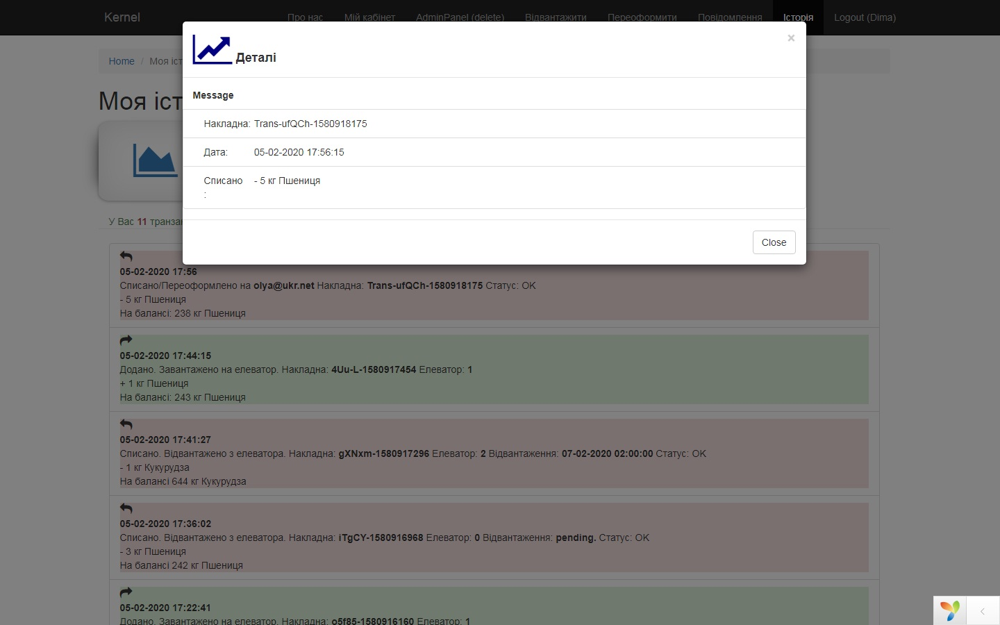 Kernel
Про нас
Мій кабінет
AdminPanel (delete)
Відвантажити
Переоформити
Повідомлення
Історія
Logout (Dima)
×
Деталі
Home / Моя іст
Message
Моя іст
Накладна: Trans-ufQCh-1580918175
Дата: 05-02-2020 17:56:15
Списано - 5 кг Пшениця
:
У Вас 11 транза
Close
05-02-2020 17:56
Списано/Переоформлено на olya@ukr.net Накладна: Trans-ufQCh-1580918175 Статус: OK
- 5 кг Пшениця
На балансі: 238 кг Пшениця
05-02-2020 17:44:15
Додано. Завантажено на елеватор. Накладна: 4Uu-L-1580917454 Елеватор: 1
+ 1 кг Пшениця
На балансі: 243 кг Пшениця
05-02-2020 17:41:27
Списано. Відвантажено з елеватора. Накладна: gXNxm-1580917296 Елеватор: 2 Відвантаження: 07-02-2020 02:00:00 Статус: OK
- 1 кг Кукурудза
На балансі 644 кг Кукурудза
05-02-2020 17:36:02
Списано. Відвантажено з елеватора. Накладна: iTgCY-1580916968 Елеватор: 0 Відвантаження: pending. Статус: OK
- 3 кг Пшениця
На балансі 242 кг Пшениця
05-02-2020 17:22:41
Додано. Завантажено на елеватор. Накладна: o5f85-1580916160 Елеватор: 1